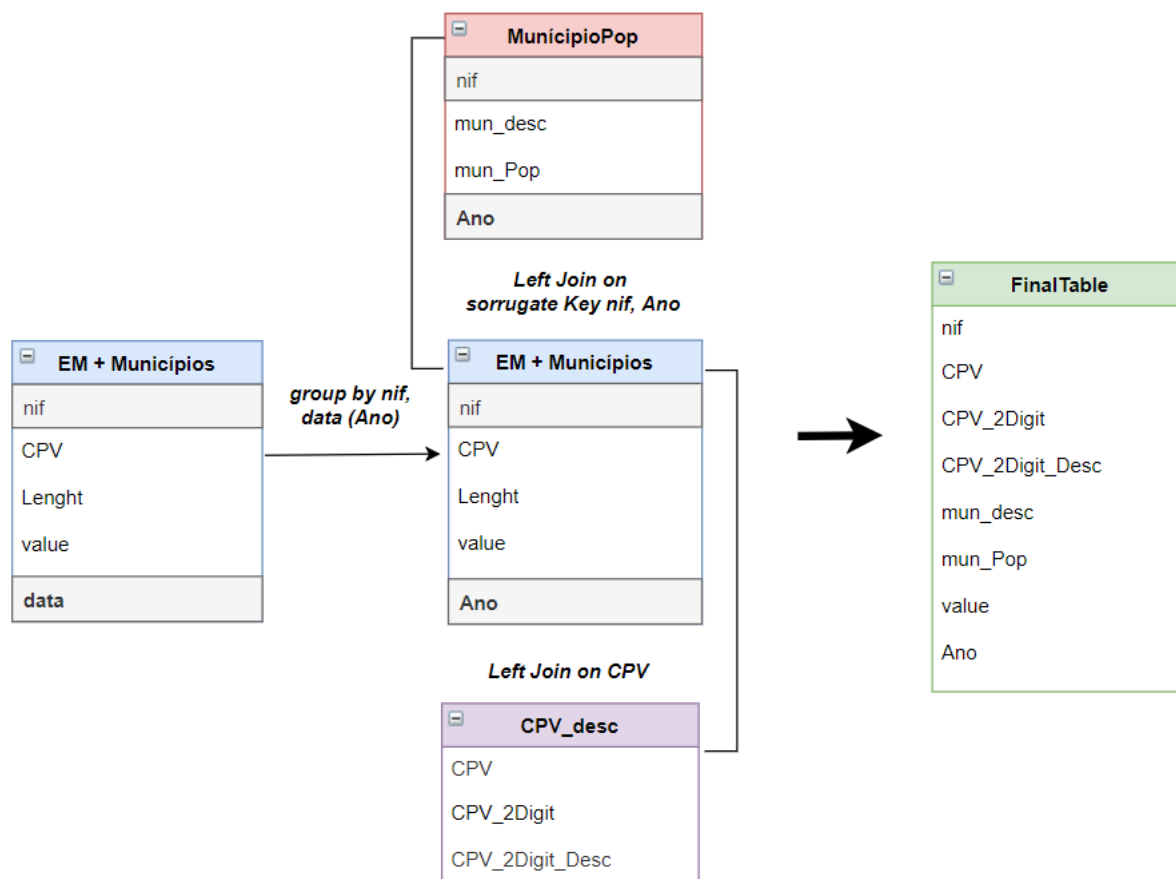 MunícipioPop
nif
mun_desc
mun_Pop
Ano
Left Join on
sorrugate Key nif, Ano
EM + Municípios
nif
CPV
Lenght
value
data
group by nif,
data (Ano)
EM + Municípios
nif
CPV
Lenght
value
Ano
Left Join on CPV
CPV_desc
CPV
CPV_2Digit
CPV_2Digit_Desc
FinalTable
nif
CPV
CPV_2Digit
CPV_2Digit_Desc
mun_desc
mun_Pop
value
Ano